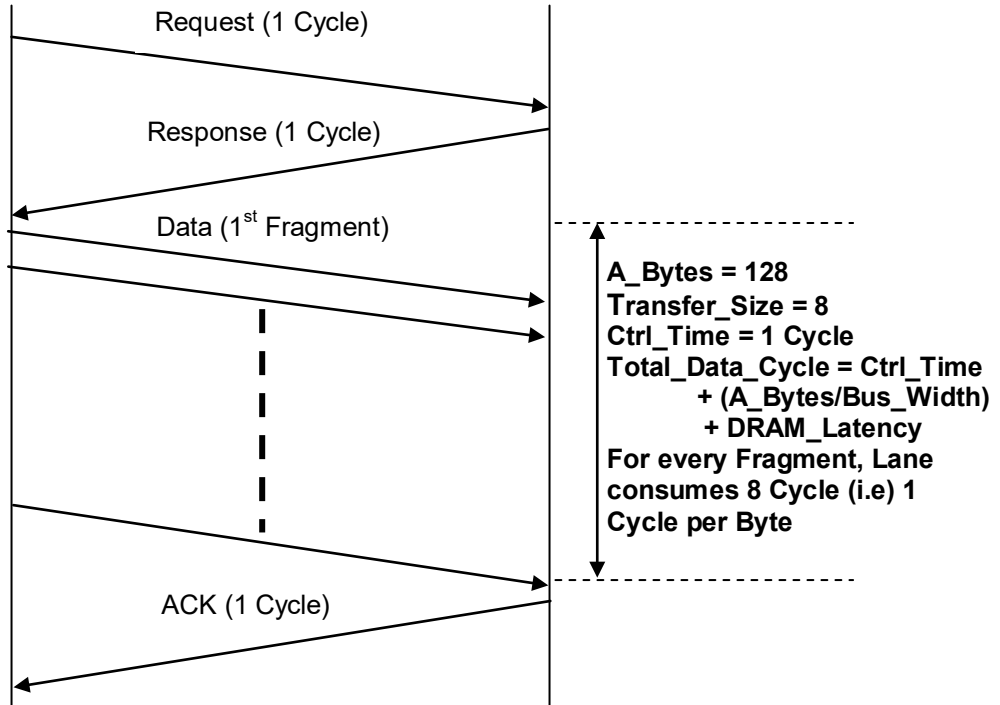 Request (1 Cycle)
Response (1 Cycle)
Data (1st Fragment)
A_Bytes = 128
Transfer_Size = 8
Ctrl_Time = 1 Cycle
Total_Data_Cycle = Ctrl_Time
+ (A_Bytes/Bus_Width)
+ DRAM_Latency
For every Fragment, Lane
consumes 8 Cycle (i.e) 1
Cycle per Byte
ACK (1 Cycle)